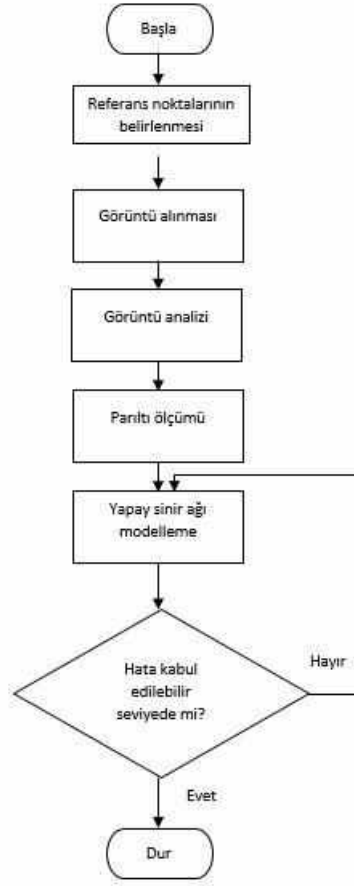 Başla
Referans noktalarının
belirlenmesi
Görüntü alınması
Görüntü analizi
Parıltı ölçümü
Yapay sinir ağı
modelleme
Hata kabul
edilebilir
seviyede mi?
Hayır
Evet
Dur